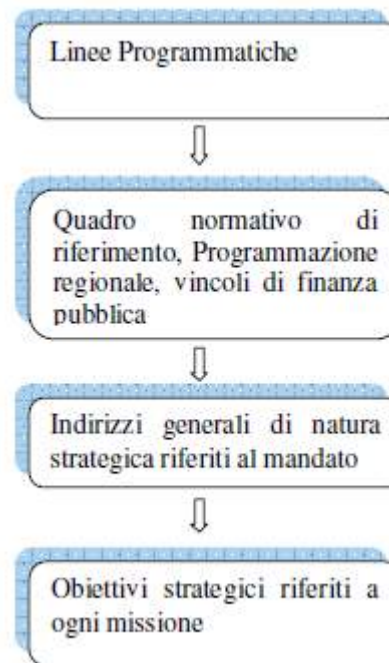 Linee Programmatiche
Quadro normativo di
riferimento, Programmazione
regionale, vincoli di finanza
pubblica
Indirizzi generali di natura
strategica riferiti al mandato
Obiettivi strategici riferiti a
ogni missione